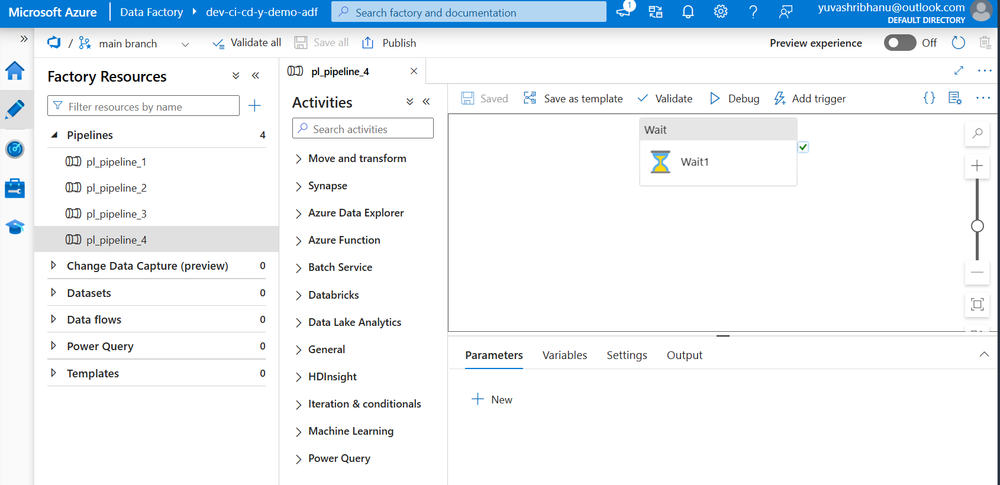 Microsoft Azure
Data Factory
dev-ci-cd-y-demo-adf
Search factory and documentation
1
yuvashribhanu@outlook.com
DEFAULT DIRECTORY
/
main branch
Validate all
Save all
Publish
Preview experience
Off
Factory Resources
Filter resources by name
Pipelines 4
pl_pipeline_1
pl_pipeline_2
pl_pipeline_3
pl_pipeline_4
Change Data Capture (preview) 0
Datasets 0
Data flows 0
Power Query 0
Templates 0
pl_pipeline_4
Activities
Search activities
Move and transform
Synapse
Azure Data Explorer
Azure Function
Batch Service
Databricks
Data Lake Analytics
General
HDInsight
Iteration & conditionals
Machine Learning
Power Query
Saved
Save as template
Validate
Debug
Add trigger
{}
Wait
Wait1
Parameters
Variables
Settings
Output
New